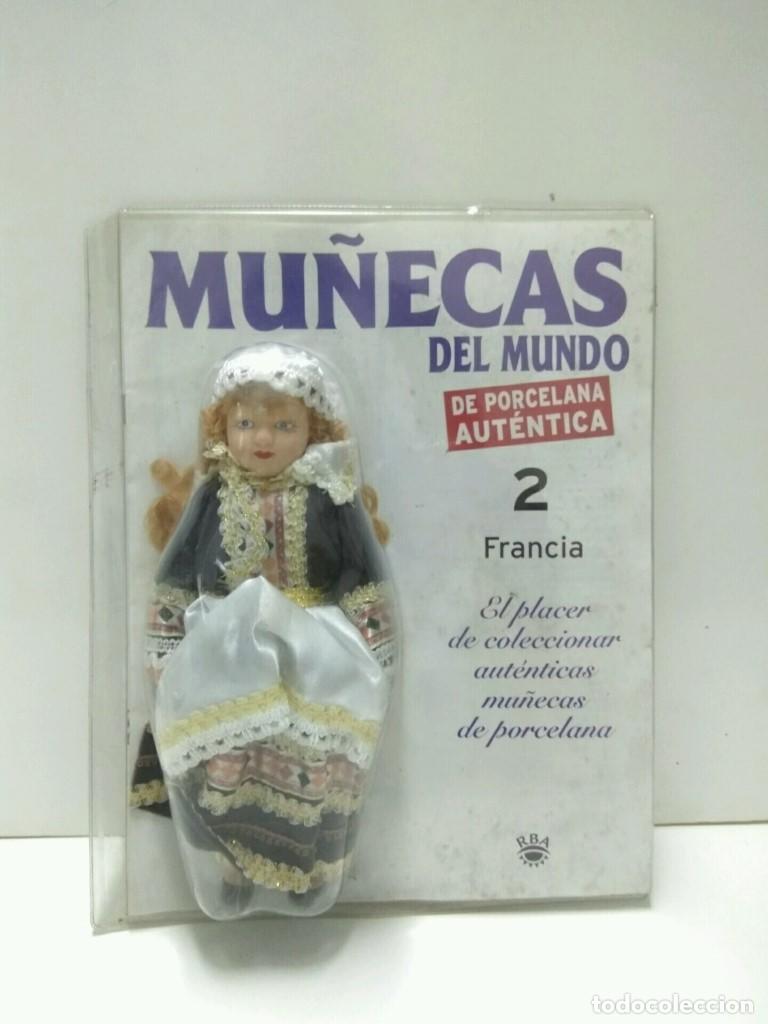 MUÑECAS
DEL MUNDO
DE PORCELANA
AUTÉNTICA
2
Francia
El placer
de coleccionar
auténticas
muñecas
de porcelana
RBA
todocoleccion